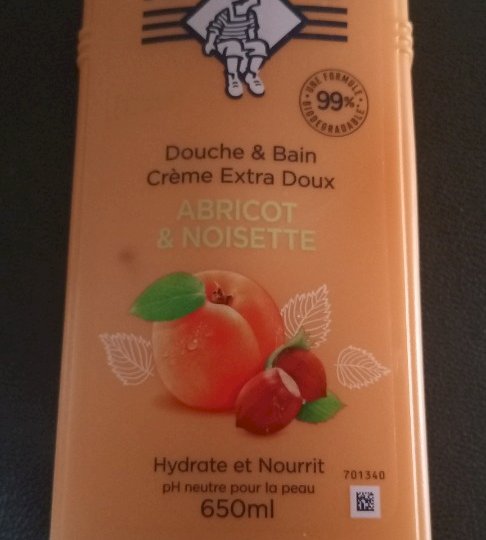 UNE FORMULE
99%
BIODEGRADABLE
Douche & Bain
Crème Extra Doux
ABRICOT
& NOISETTE
Hydrate et Nourrit
pH neutre pour la peau
650ml
701340